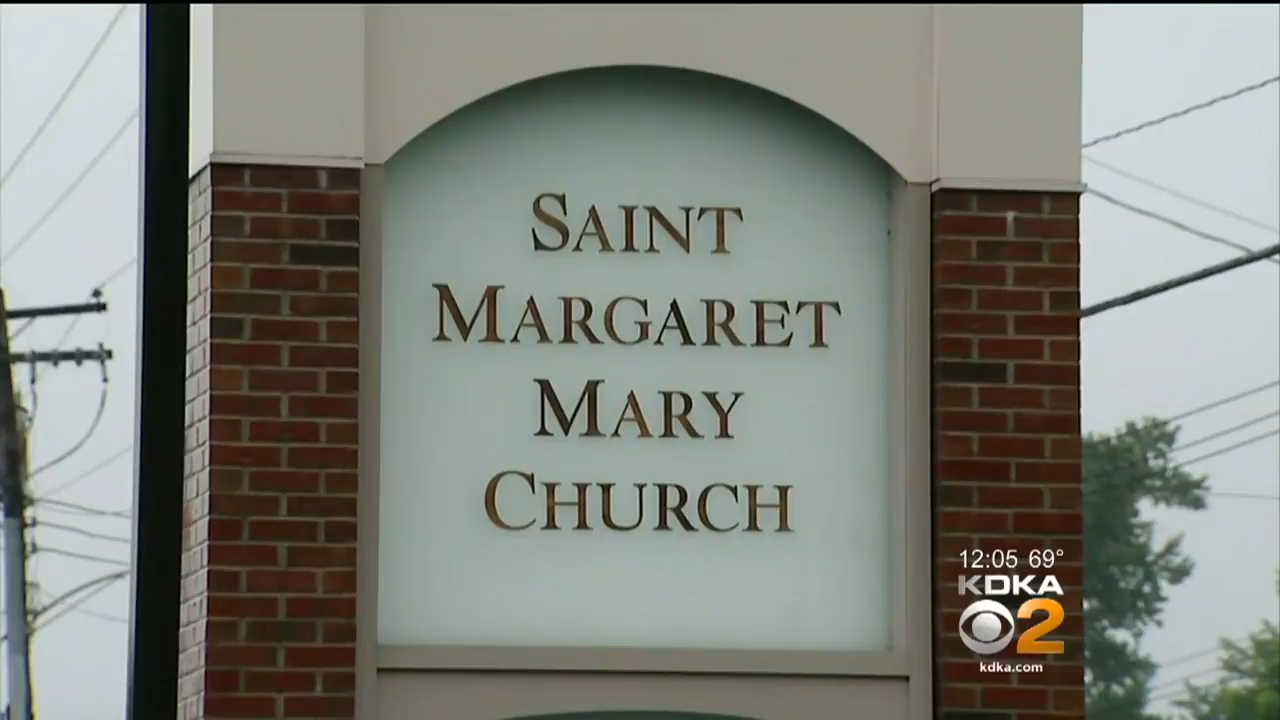 SAINT
MARGARET
MARY
CHURCH
12:05 69°
KDKA
2
kdka.com